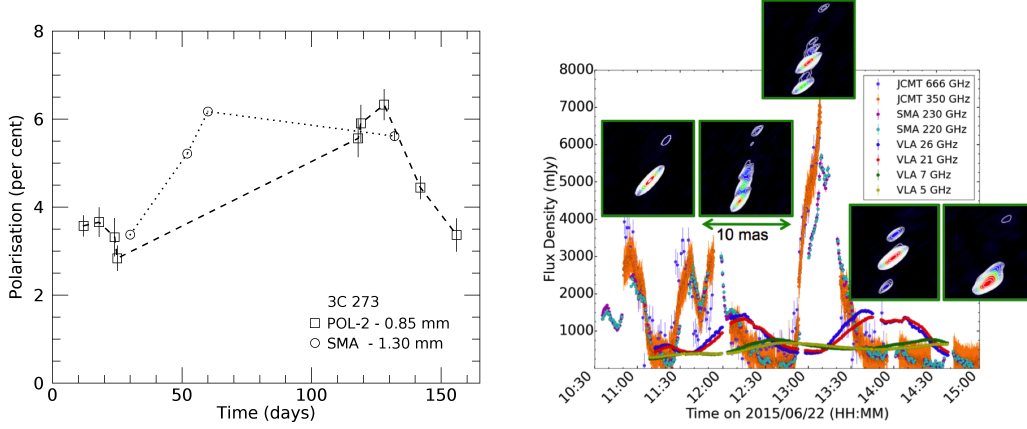 8
6
4
2
0
Polarisation (per cent)
3C 273
POL-2 - 0.85 mm
SMA - 1.30 mm
0 50 100 150
Time (days)
8000
7000
6000
5000
4000
3000
2000
1000
Flux Density (mJy)
JCMT 666 GHz
JCMT 350 GHz
SMA 230 GHz
SMA 220 GHz
VLA 26 GHz
VLA 21 GHz
VLA 7 GHz
VLA 5 GHz
10 mas
10:30 11:00 11:30 12:00 12:30 13:00 13:30 14:00 14:30 15:00
Time on 2015/06/22 (HH:MM)